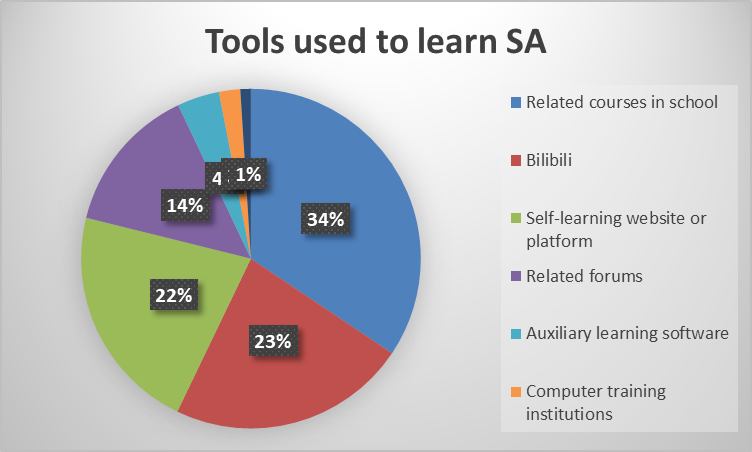 Tools used to learn SA
34%
23%
22%
14%
4
1%
Related courses in school
Bilibili
Self-learning website or
platform
Related forums
Auxiliary learning software
Computer training
institutions